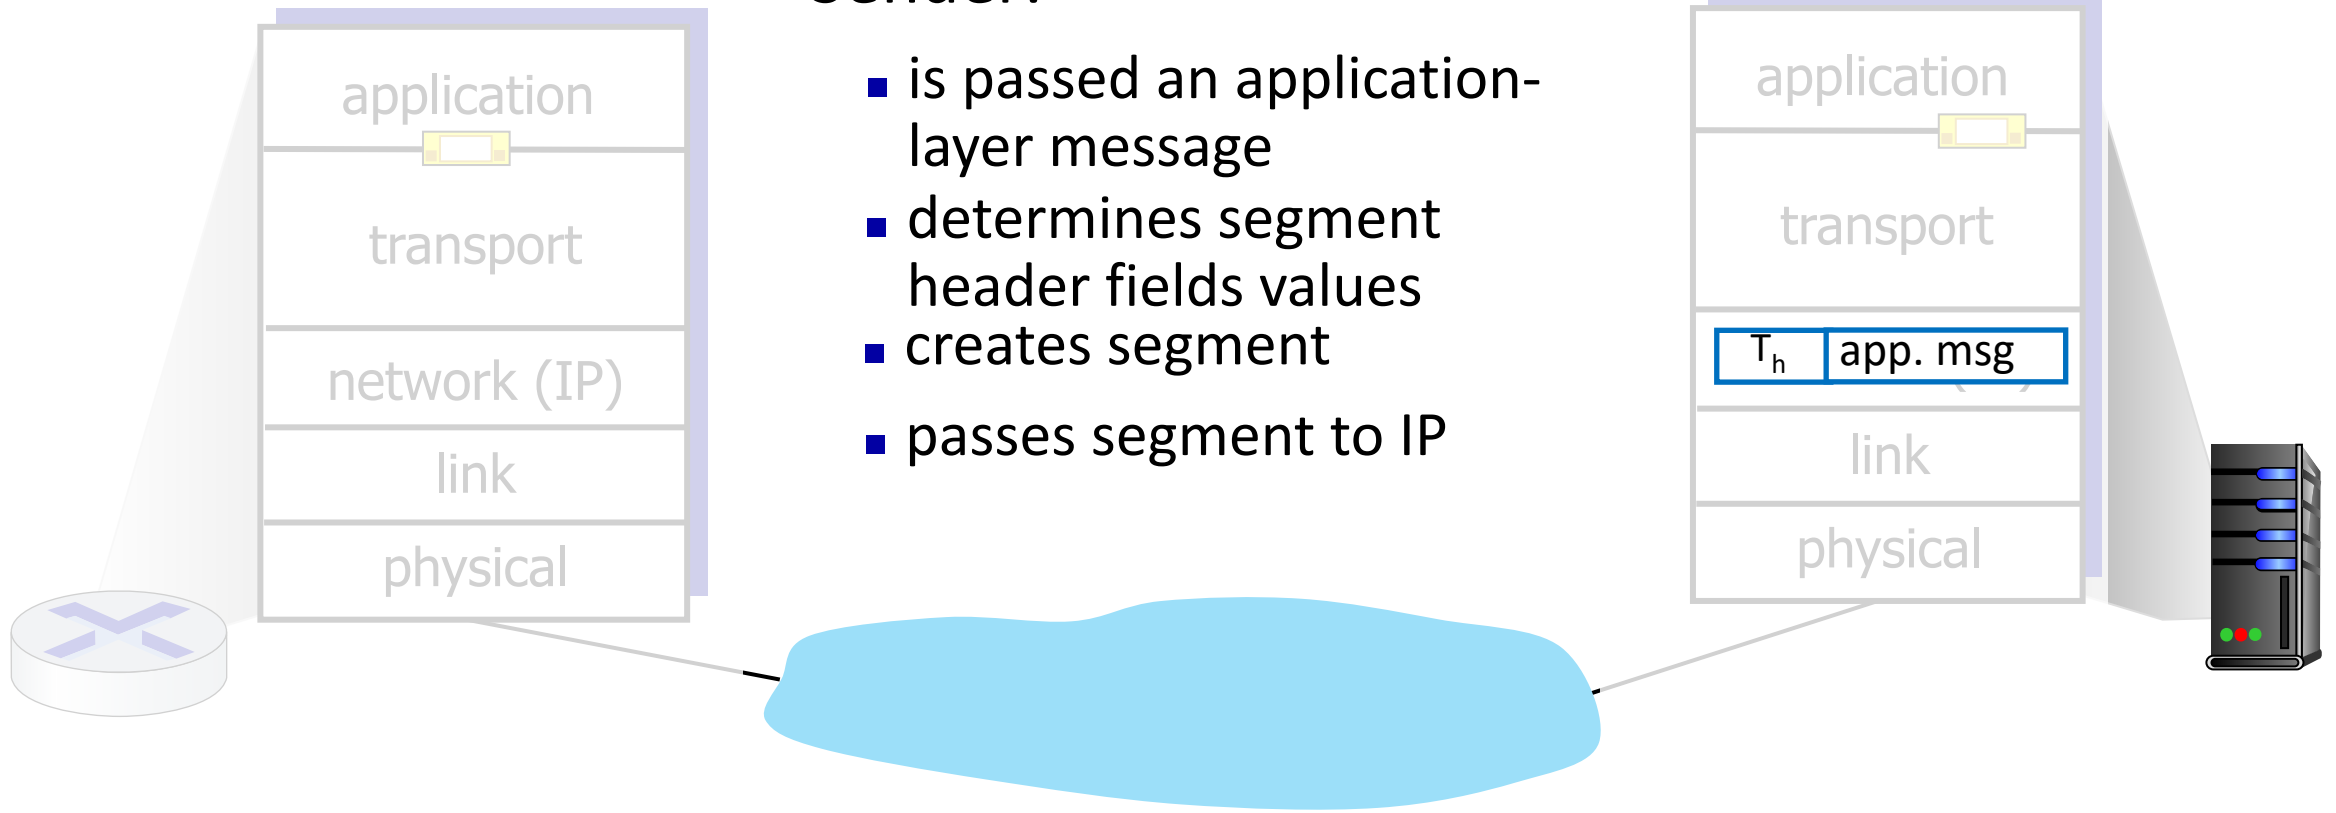 application
transport
network (IP)
link
physical
is passed an application-
layer message
determines segment
header fields values
creates segment
passes segment to IP
application
transport
Th app. msg
link
physical